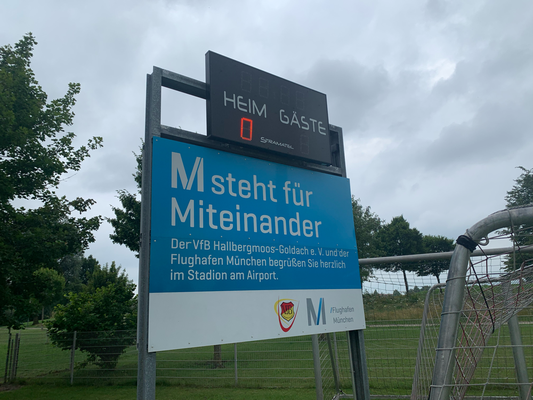 HEIM GÄSTE
0
M steht für
Miteinander
Der VfB Hallbergmoos-Goldach e. V. und der
Flughafen München begrüßen Sie herzlich
im Stadion am Airport.
M
Flughafen
München